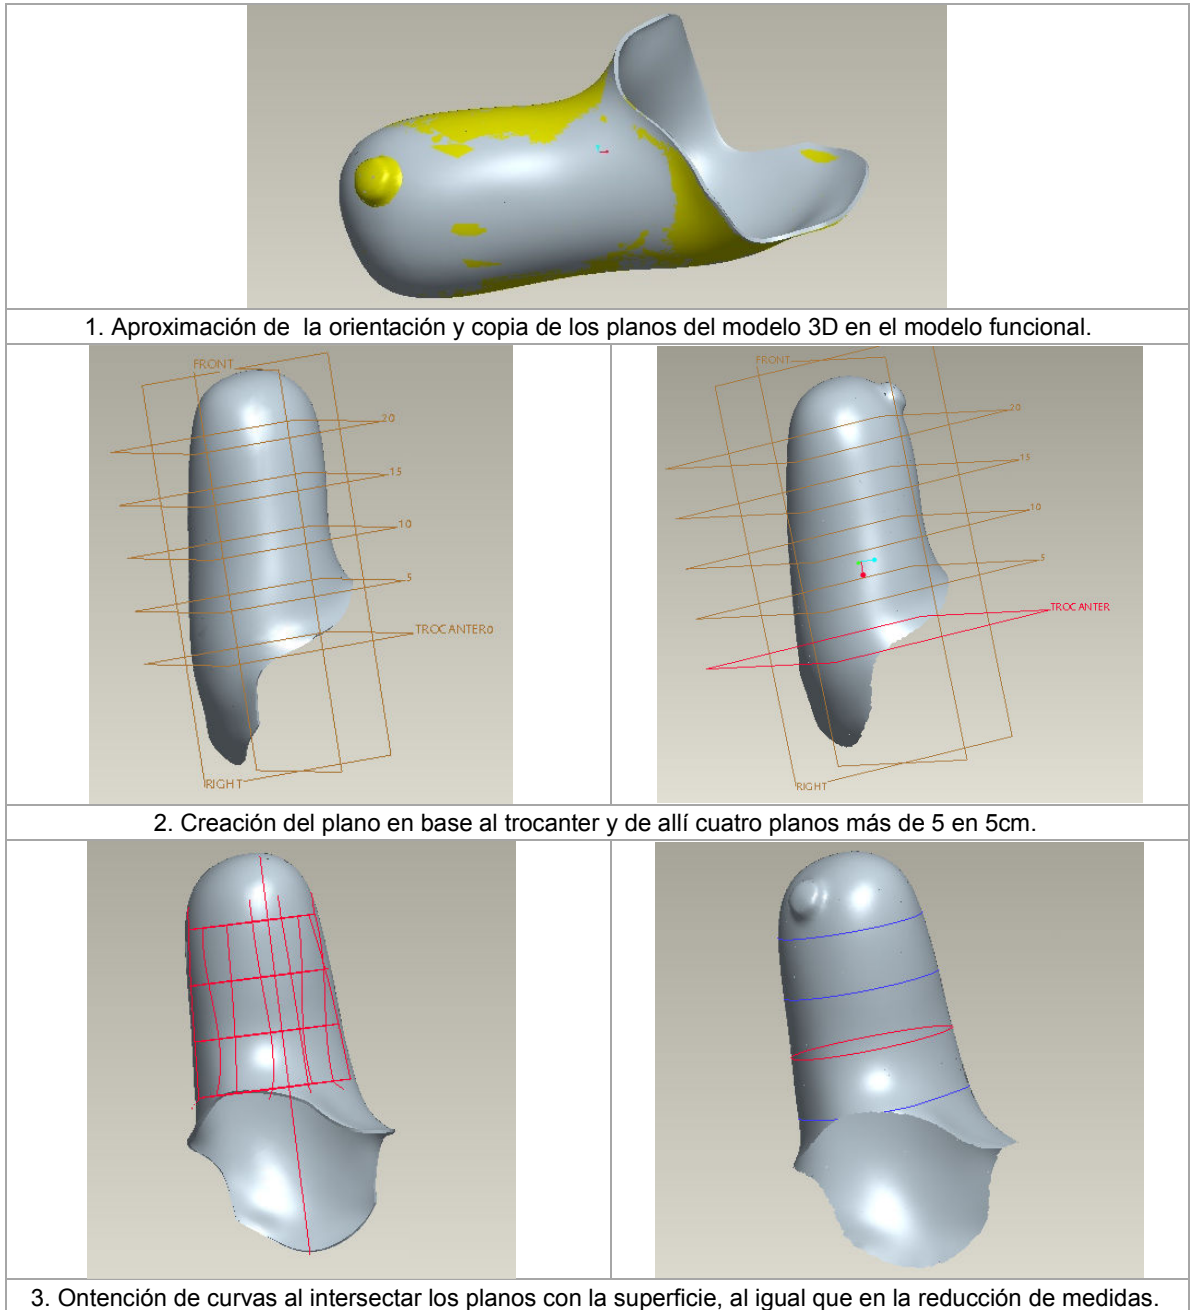 1. Aproximación de la orientación y copia de los planos del modelo 3D en el modelo funcional.
FRONT
20
15
10
5
TROCANTER0
RIGHT
FRONT
20
15
10
5
TROCANTER
RIGHT
2. Creación del plano en base al trocanter y de allí cuatro planos más de 5 en 5cm.
3. Ontención de curvas al intersectar los planos con la superficie, al igual que en la reducción de medidas.